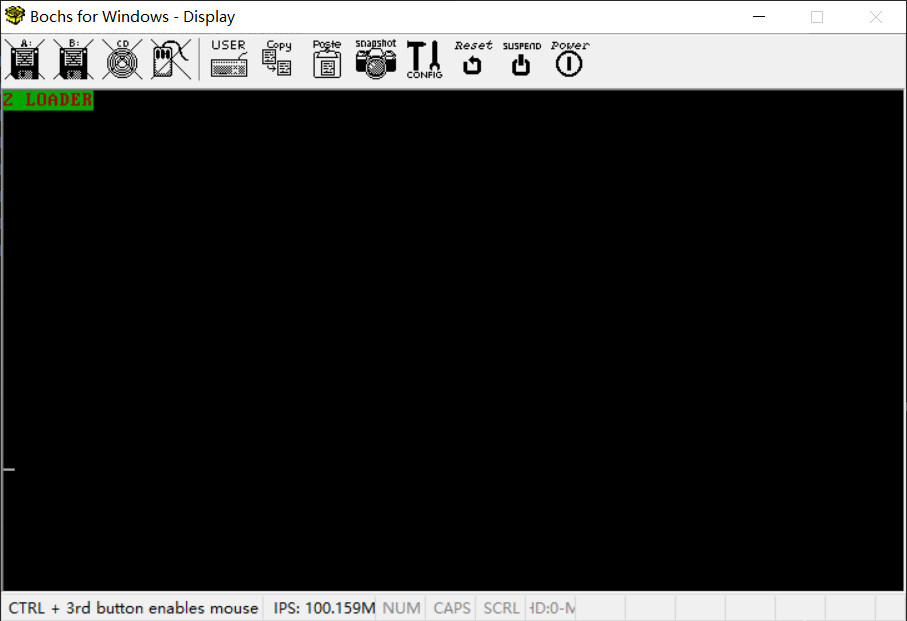 Bochs for Windows - Display
A: B: CD USER Copy Paste snapshot CONFIG Reset SUSPEND Power
2 LOADER
CTRL + 3rd button enables mouse IPS: 100.159M NUM CAPS SCRL HD:0-M